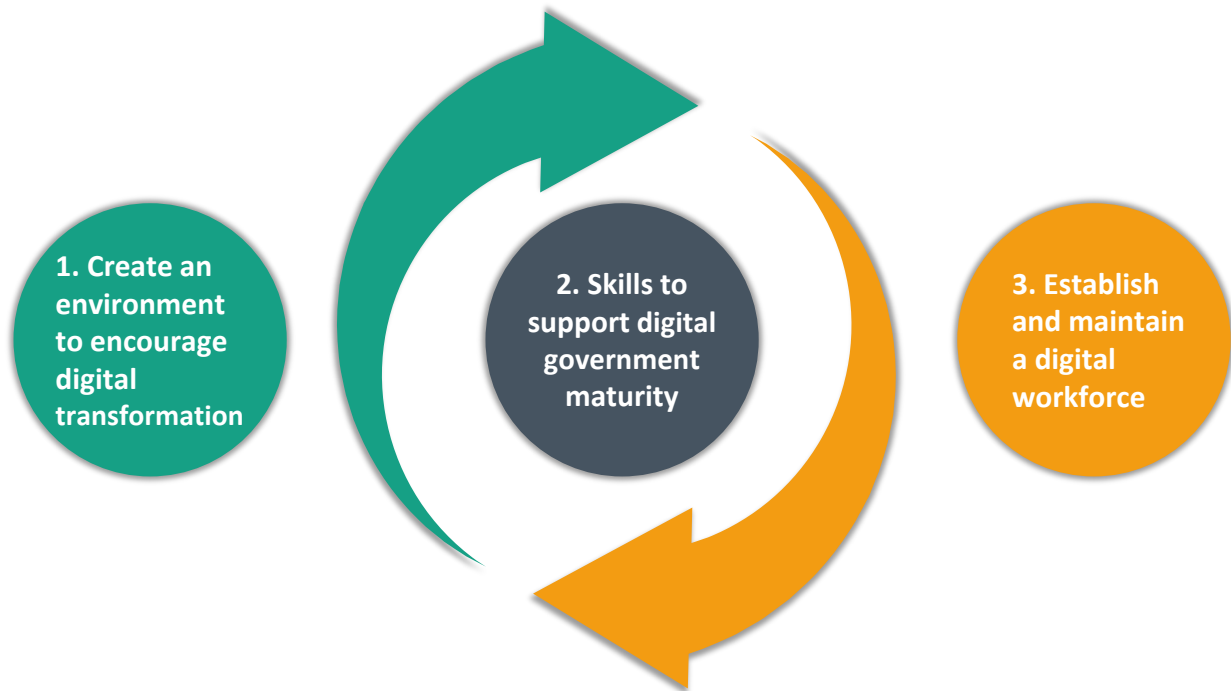 1. Create an
environment
to encourage
digital
transformation
2. Skills to
support digital
government
maturity
3. Establish
and maintain
a digital
workforce